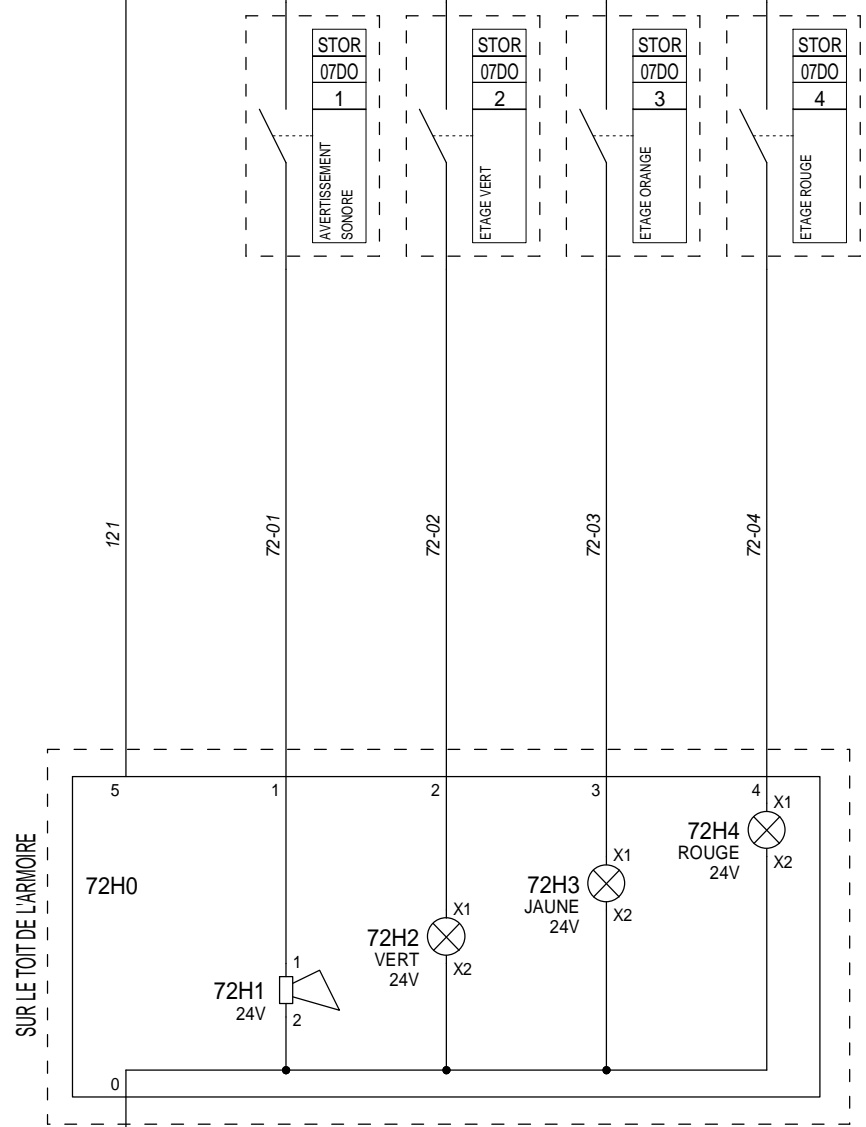 STOR
07DO
1
AVERTISSEMENT
SONORE
STOR
07DO
2
ETAGE VERT
STOR
07DO
3
ETAGE ORANGE
STOR
07DO
4
ETAGE ROUGE
121
72-01
72-02
72-03
72-04
SUR LE TOIT DE L'ARMOIRE
5
1
2
3
4
72H0
72H4
ROUGE
24V
X1
X2
72H3
JAUNE
24V
X1
X2
72H2
VERT
24V
X1
X2
72H1
24V
1
2
0